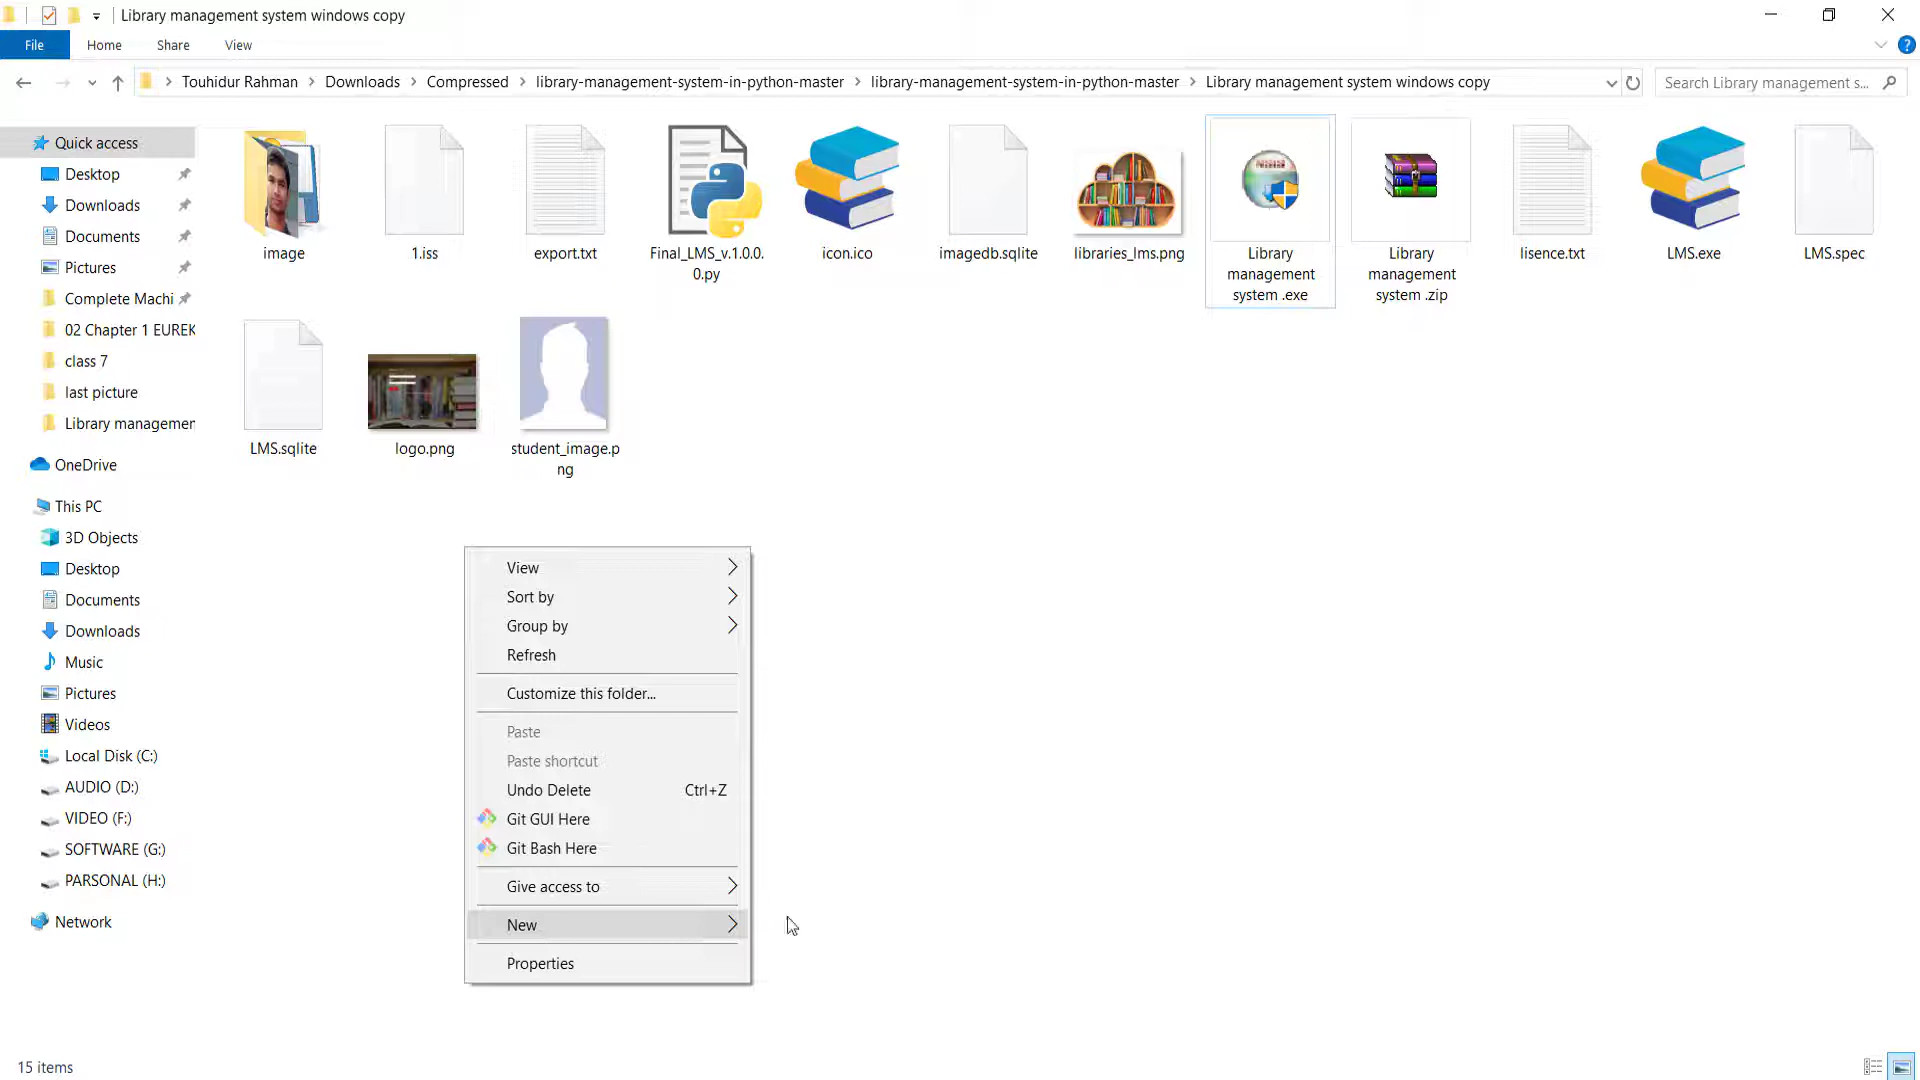 Library management system windows copy
File
Home
Share
View
Touhidur Rahman
Downloads
Compressed
library-management-system-in-python-master
library-management-system-in-python-master
Library management system windows copy
Search Library management s...
Quick access
Desktop
Downloads
Documents
Pictures
Complete Machi
02 Chapter 1 EUREK
class 7
last picture
Library managemen
OneDrive
This PC
3D Objects
Desktop
Documents
Downloads
Music
Pictures
Videos
Local Disk (C:)
AUDIO (D:)
VIDEO (F:)
SOFTWARE (G:)
PARSONAL (H:)
Network
image
1.iss
export.txt
Final_LMS_v.1.0.0.
0.py
icon.ico
imagedb.sqlite
libraries_lms.png
Library
management
system .exe
Library
management
system .zip
lisence.txt
LMS.exe
LMS.spec
LMS.sqlite
logo.png
student_image.p
ng
View
Sort by
Group by
Refresh
Customize this folder...
Paste
Paste shortcut
Undo Delete Ctrl+Z
Git GUI Here
Git Bash Here
Give access to
New
Properties
15 items